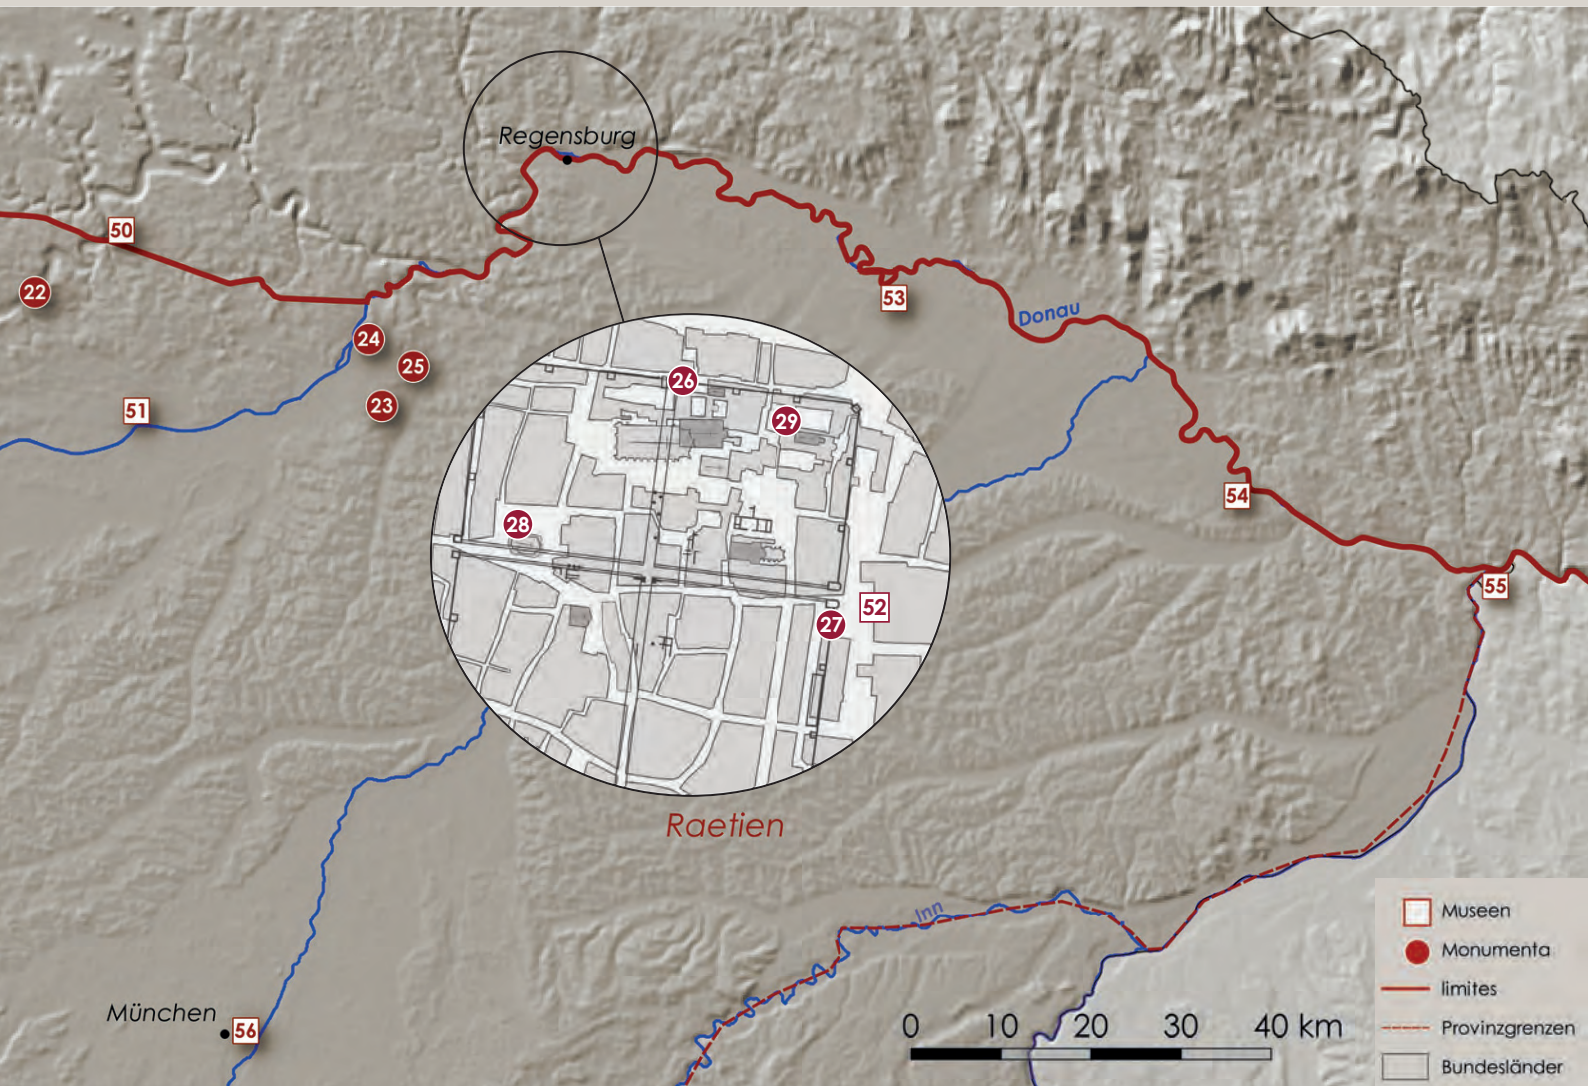 Regensburg
50
22
53
Donau
24
25
26
23
29
51
54
28
55
52
27
Raetien
Inn
Museen
Monumenta
limites
München
56
0 10 20 30 40 km
Provinzgrenzen
Bundesländer